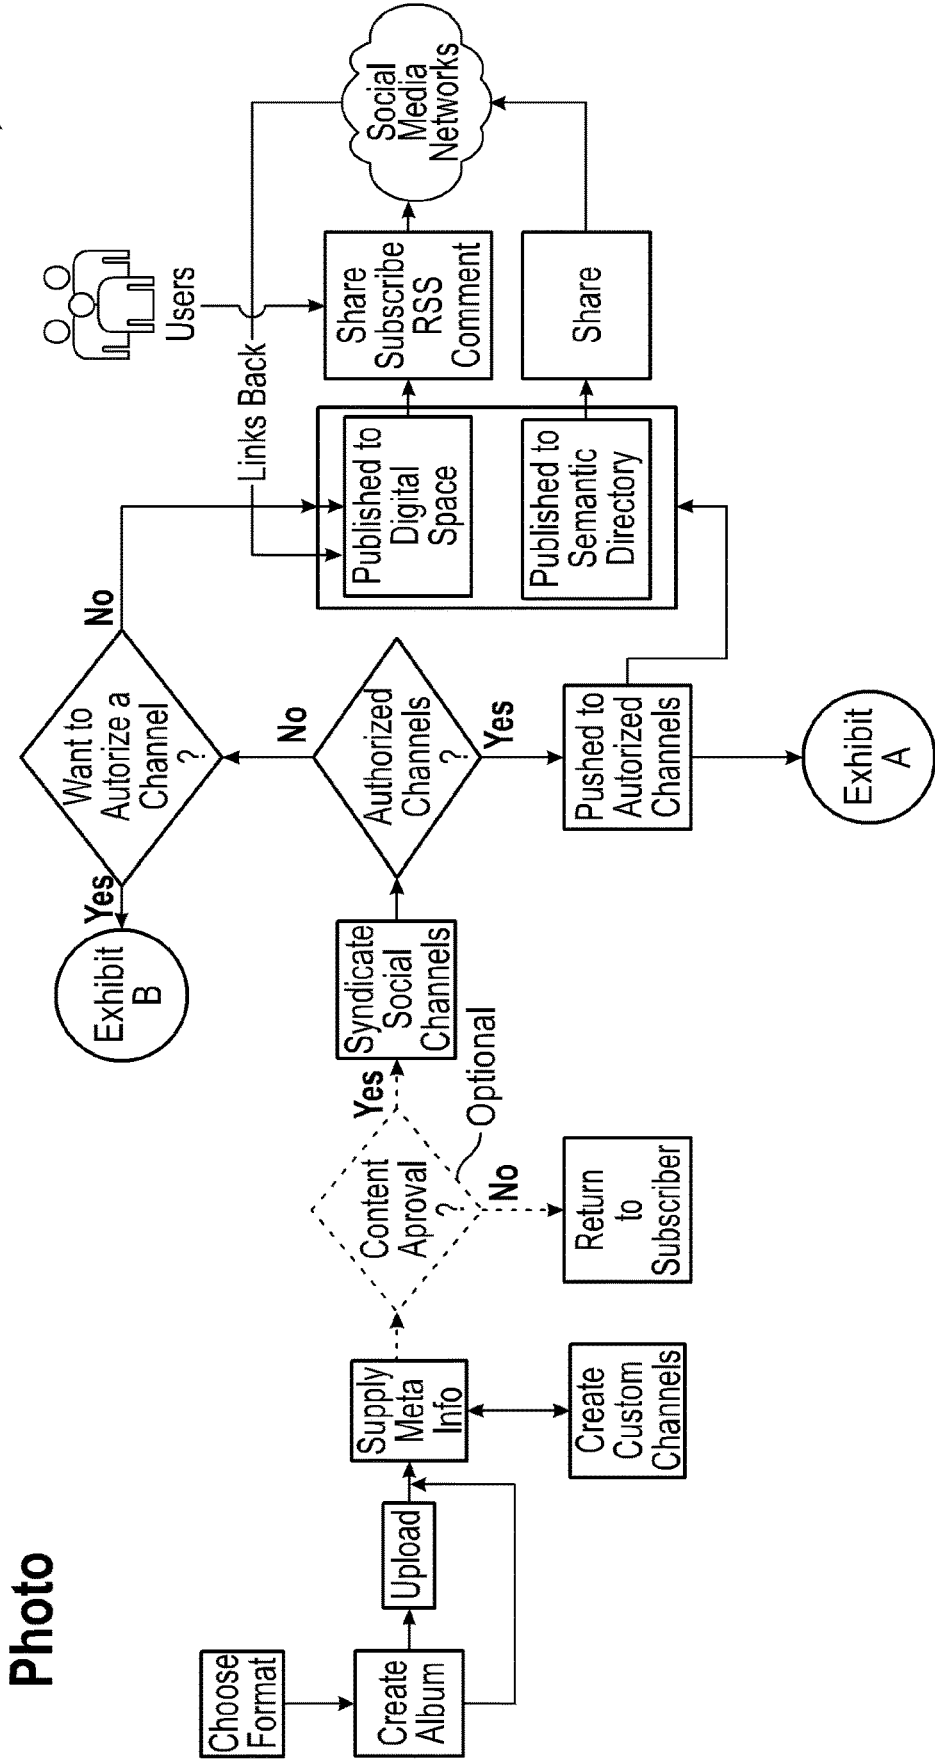 Photo
Choose
Format
Create
Album
Upload
Supply
Meta
Info
Create
Custom
Channels
Content
Aproval
?
Optional
Yes
No
Return
to
Subscriber
Syndicate
Social
Channels
Authorized
Channels
?
No
Yes
Want to
Autorize a
Channel
?
Yes
No
Exhibit
B
Pushed to
Autorized
Channels
Exhibit
A
Published to
Digital
Space
Published to
Semantic
Directory
Links Back
Users
Share
Subscribe
RSS
Comment
Share
Social
Media
Networks